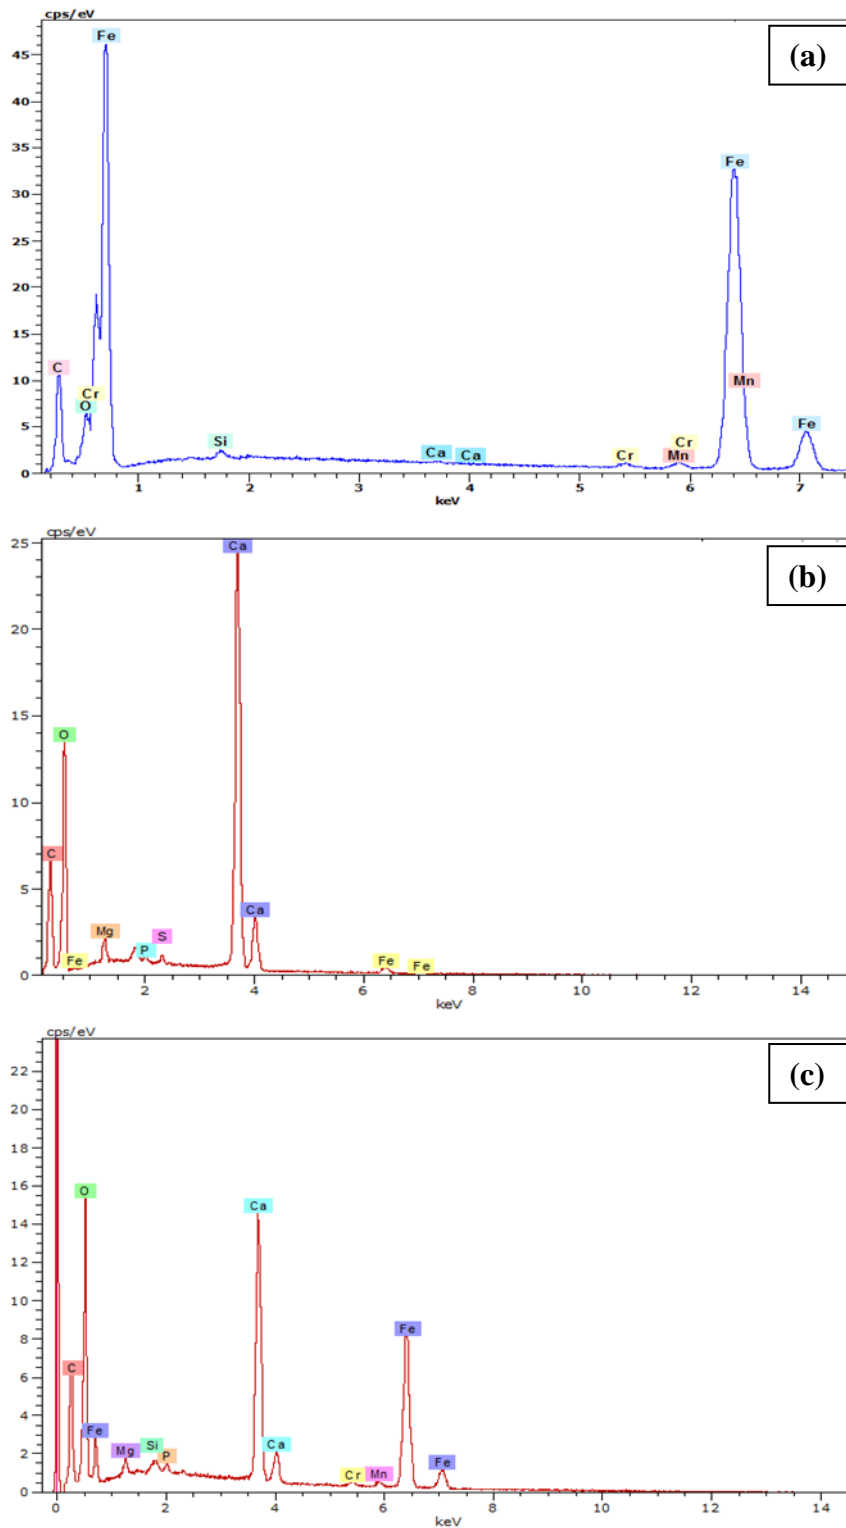 cps/eV
(a)
Fe
45
40
35
Fe
30
25
20
15
C
10
Mn
Cr
O
5
Fe
Si
Ca Ca
Cr
Cr
Mn
0
1 2 3 4 5 6 7
keV
cps/eV
(b)
25
Ca
20
15
O
10
C
5
Ca
Mg
S
P
Fe
Fe
Fe
0
2 4 6 8 10 12 14
keV
cps/eV
(c)
22
20
18
16
O
Ca
14
12
10
Fe
8
C
6
4
Fe
Ca
Si
Mg
P
2
Fe
Cr
Mn
0
0 2 4 6 8 10 12 14
keV